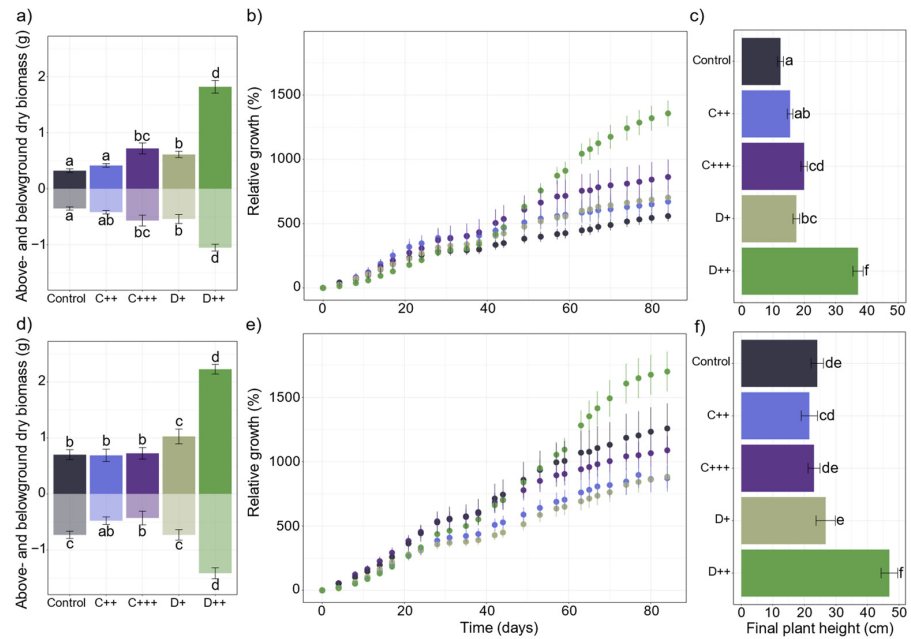 a)
Above- and belowground dry biomass (g)
2
1
0
−1
a
a
bc
b
d
a
ab
bc
b
d
Control C++ C+++ D+ D++
b)
Relative growth (%)
1500
1000
500
0
0 20 40 60 80
c)
Control
C++
C+++
D+
D++
a
ab
cd
bc
f
0 10 20 30 40 50
d)
Above- and belowground dry biomass (g)
2
1
0
−1
b
b
b
c
d
c
ab
a
c
d
Control C++ C+++ D+ D++
e)
Relative growth (%)
1500
1000
500
0
0 20 40 60 80
Time (days)
f)
Control
C++
C+++
D+
D++
de
cd
de
e
f
0 10 20 30 40 50
Final plant height (cm)